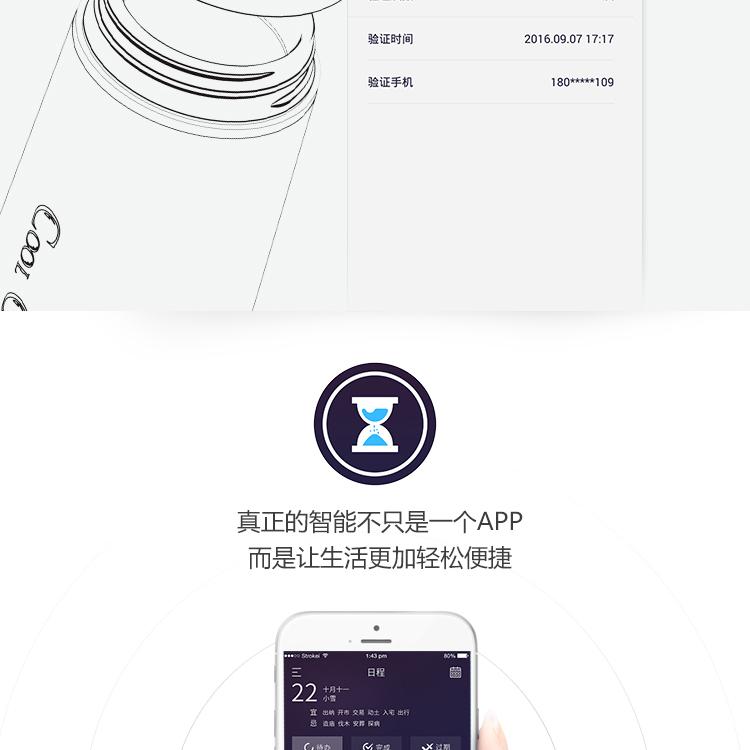 验证时间 2016.09.07 17:17
验证手机 180*****109
COOL
真正的智能不只是一个APP
而是让生活更加轻松便捷
Strokei 1:43 pm 80%
日程
22 十月十一
小雪
宜 出纳 开市 交易 动土 入宅 出行
忌 造庙 伐木 安葬 探病
待办 完成 过期